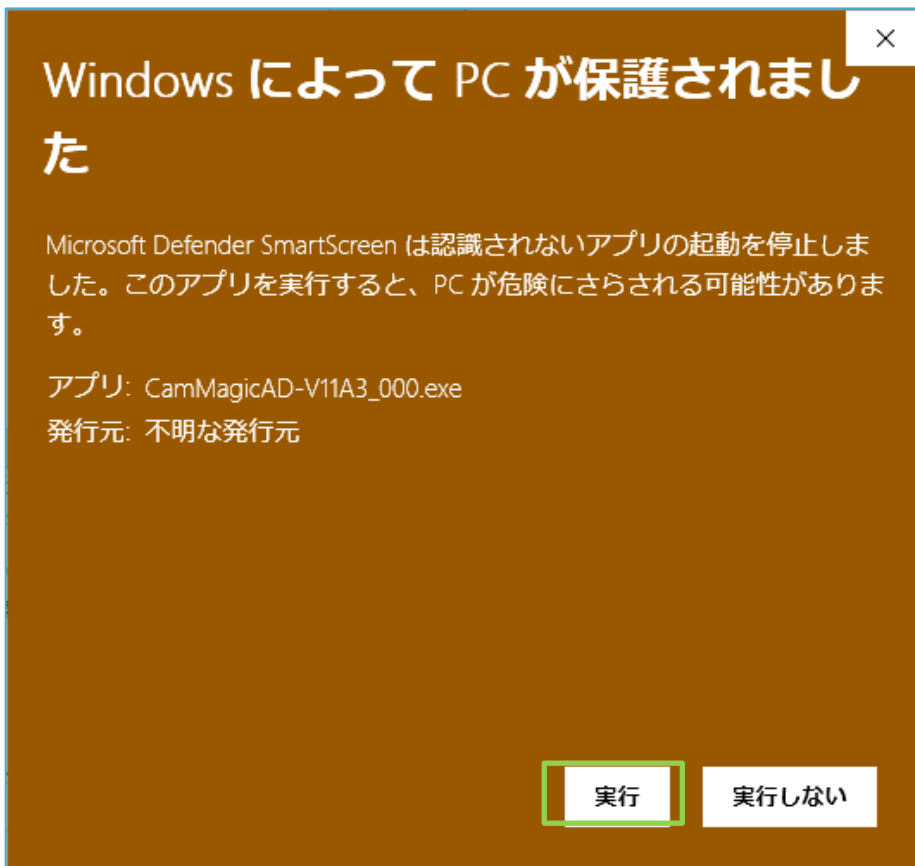 Windows によって PC が保護されまし
た
Microsoft Defender SmartScreen は認識されないアプリの起動を停止しま
した。このアプリを実行すると、PC が危険にさらされる可能性がありま
す。
アプリ: CamMagicAD-V11A3_000.exe
発行元: 不明な発行元
実行
実行しない